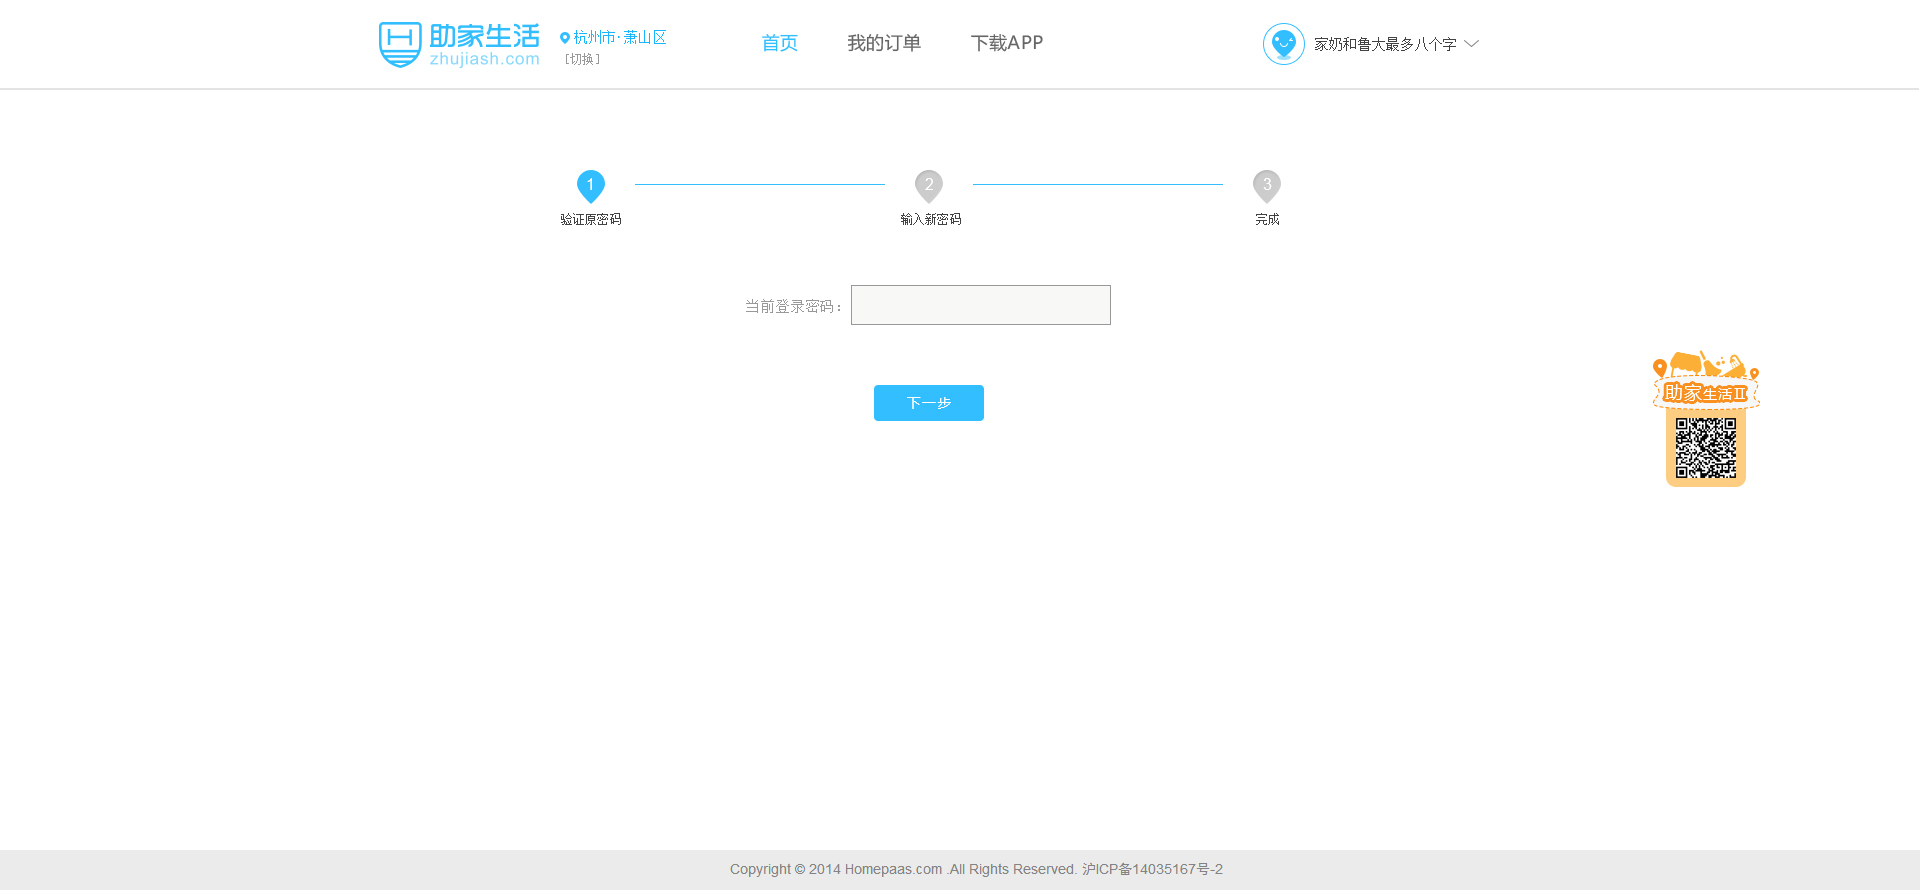 助家生活
zhujiash.com
杭州市·萧山区
[切换]
首页
我的订单
下载APP
家奶和鲁大最多八个字
1
2
3
验证原密码
输入新密码
完成
当前登录密码：
下一步
助家生活II
Copyright © 2014 Homepaas.com .All Rights Reserved. 沪ICP备14035167号-2